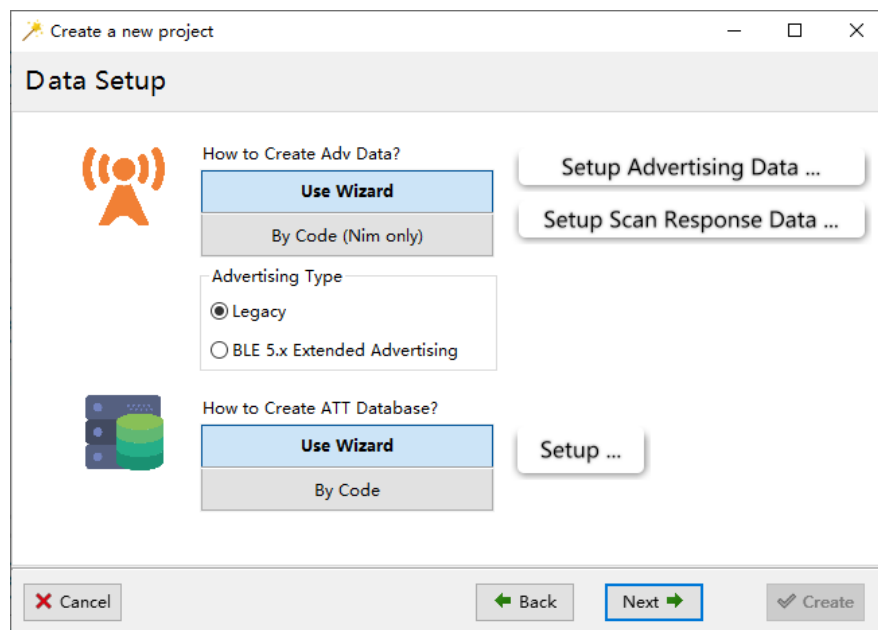 Create a new project
Data Setup
How to Create Adv Data?
Use Wizard
By Code (Nim only)
Setup Advertising Data ...
Setup Scan Response Data ...
Advertising Type
Legacy
BLE 5.x Extended Advertising
How to Create ATT Database?
Use Wizard
By Code
Setup ...
Cancel
Back
Next
Create